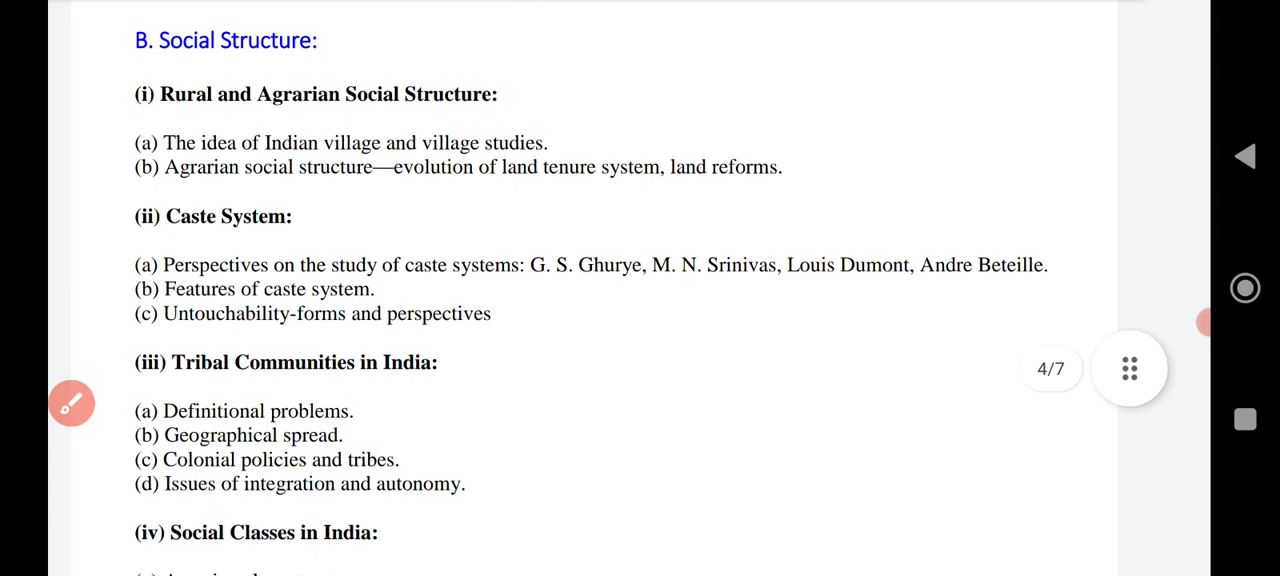 B. Social Structure:
(i) Rural and Agrarian Social Structure:
(a) The idea of Indian village and village studies.
(b) Agrarian social structure—evolution of land tenure system, land reforms.
(ii) Caste System:
(a) Perspectives on the study of caste systems: G. S. Ghurye, M. N. Srinivas, Louis Dumont, Andre Beteille.
(b) Features of caste system.
(c) Untouchability-forms and perspectives
(iii) Tribal Communities in India:
4/7
(a) Definitional problems.
(b) Geographical spread.
(c) Colonial policies and tribes.
(d) Issues of integration and autonomy.
(iv) Social Classes in India: